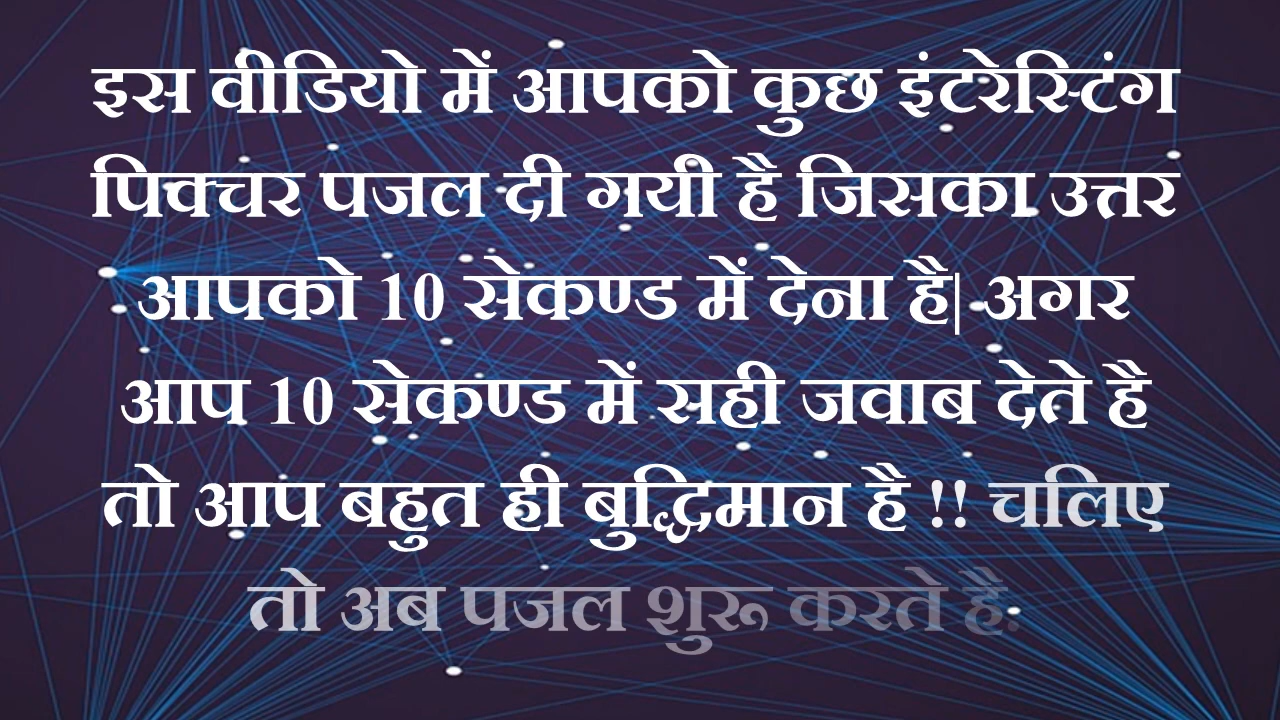 इस वीडियो में आपको कुछ इंटरेस्टिंग
पिक्चर पजल दी गयी है जिसका उत्तर
आपको 10 सेकण्ड में देना है| अगर
आप 10 सेकण्ड में सही जवाब देते है
तो आप बहुत ही बुद्धिमान है !! चलिए
तो अब पजल शुरू करते है: